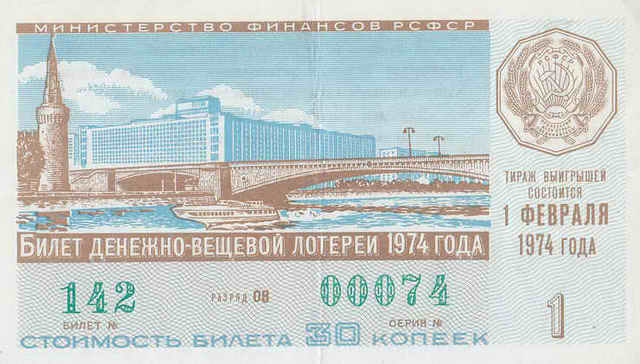 МИНИСТЕРСТВО ФИНАНСОВ РСФСР
РСФСР
ТИРАЖ ВЫИГРЫШЕЙ
СОСТОИТСЯ
1 ФЕВРАЛЯ
1974 ГОДА
БИЛЕТ ДЕНЕЖНО-ВЕЩЕВОЙ ЛОТЕРЕИ 1974 ГОДА
142 РАЗРЯД 08 00074 1
БИЛЕТ № СЕРИЯ №
СТОИМОСТЬ БИЛЕТА 30 КОПЕЕК